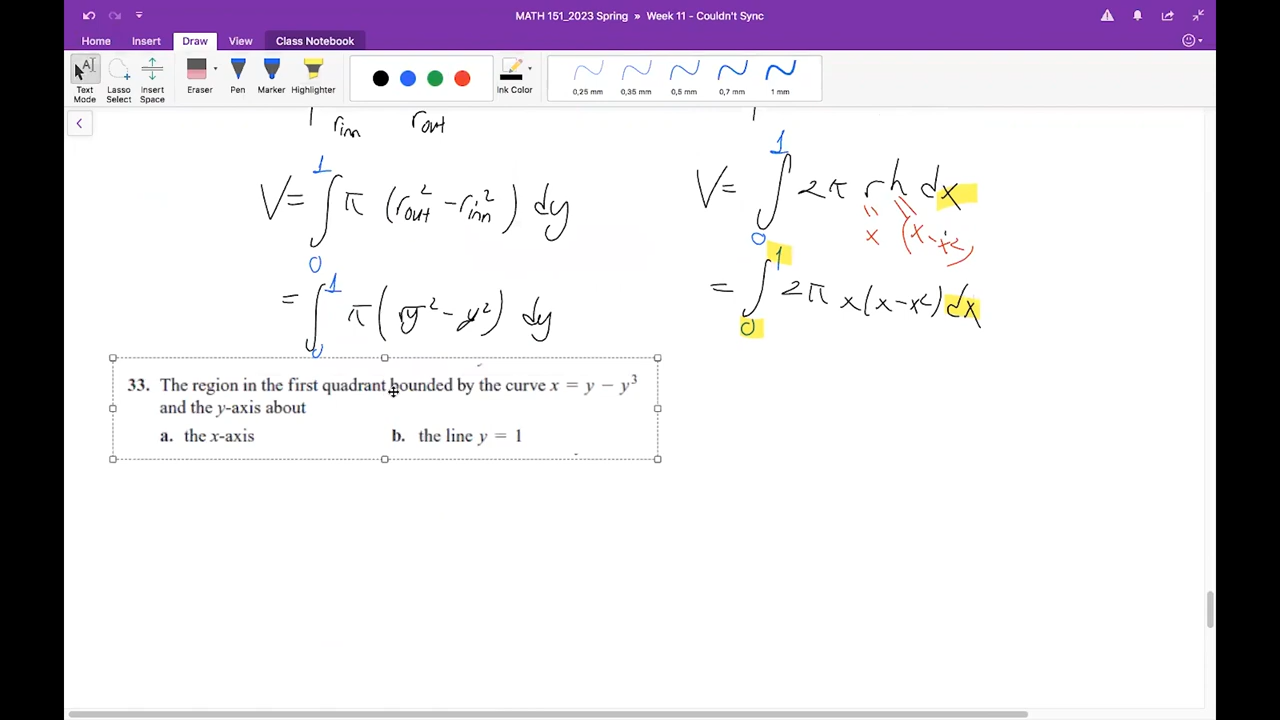 MATH 151_2023 Spring » Week 11 - Couldn't Sync
Home Insert Draw View Class Notebook
Text Mode
Lasso Select
Insert Space
Eraser
Pen
Marker
Highlighter
Ink Color
0,25 mm 0,35 mm 0,5 mm 0,7 mm 1 mm
r_inn r_out
V = ∫₀¹ π (r_out² - r_inn²) dy
= ∫₀¹ π (√y² - y²) dy
V = ∫₀¹ 2π r h dx
" \\
x (x - x²)
= ∫₀¹ 2π x(x - x²) dx
33. The region in the first quadrant bounded by the curve x = y − y³
and the y-axis about
a. the x-axis b. the line y = 1